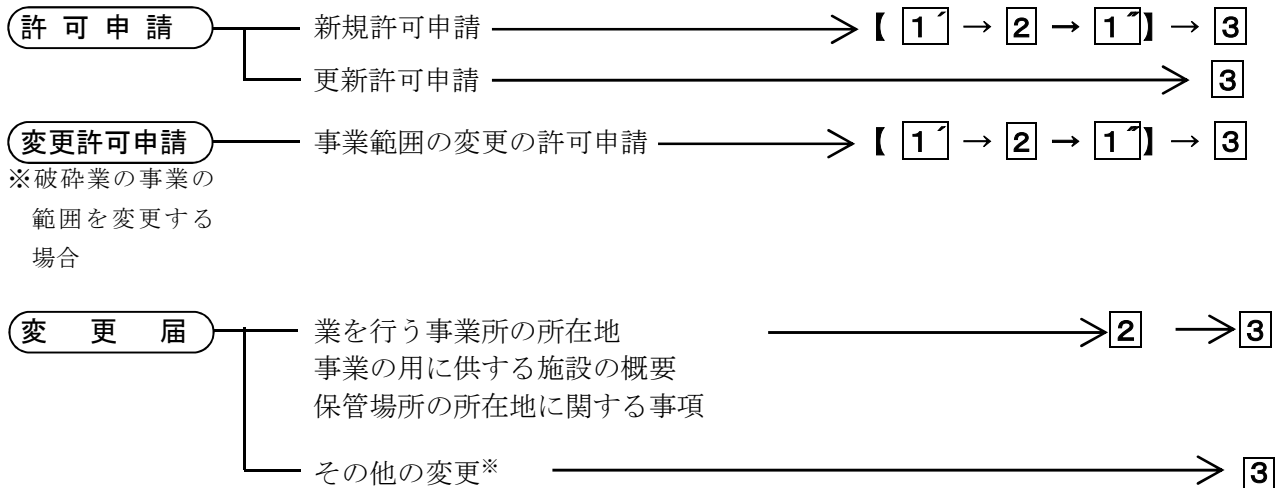 許可申請 新規許可申請 → 【 1´ → 2 → 1˝】 → 3
更新許可申請 → 3
変更許可申請 事業範囲の変更の許可申請 → 【 1´ → 2 → 1˝】 → 3
※破砕業の事業の
範囲を変更する
場合
変更届 業を行う事業所の所在地 → 2 → 3
事業の用に供する施設の概要
保管場所の所在地に関する事項
その他の変更※ → 3